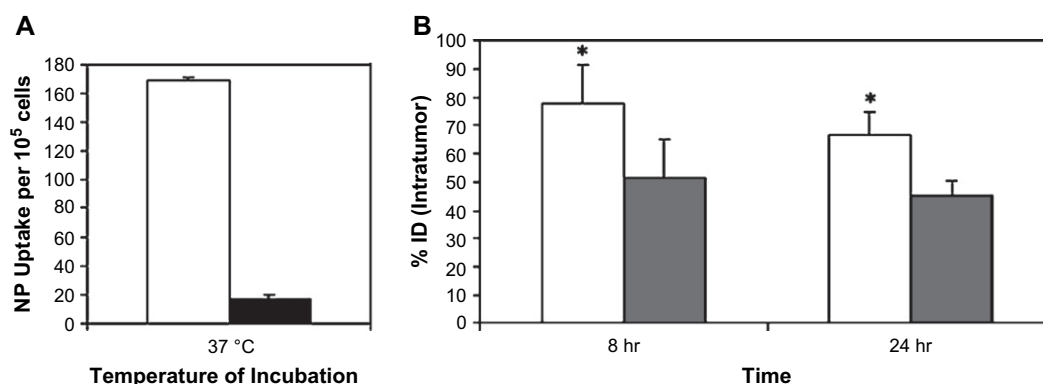 A
NP Uptake per 10⁵ cells
180
160
140
120
100
80
60
40
20
0
37 °C
Temperature of Incubation
B
% ID (Intratumor)
100
90
80
70
60
50
40
30
20
10
0
*
*
8 hr
24 hr
Time